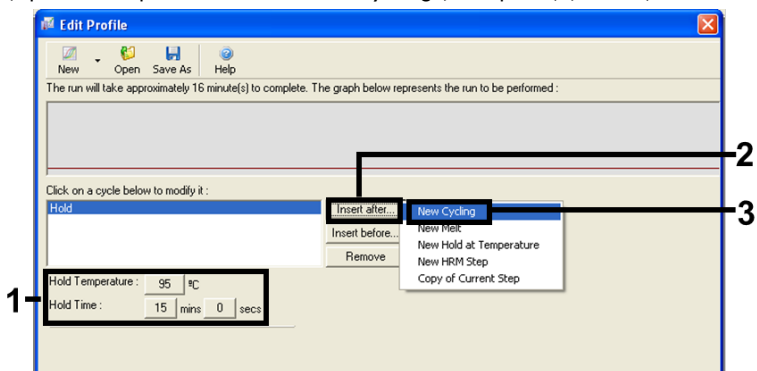 Edit Profile
New Open Save As Help
The run will take approximately 16 minute(s) to complete. The graph below represents the run to be performed :
2
Click on a cycle below to modify it :
Hold
Insert after...
New Cycling
3
Insert before...
New Melt
Remove
New Hold at Temperature
New HRM Step
Copy of Current Step
1
Hold Temperature : 95 ºC
Hold Time : 15 mins 0 secs